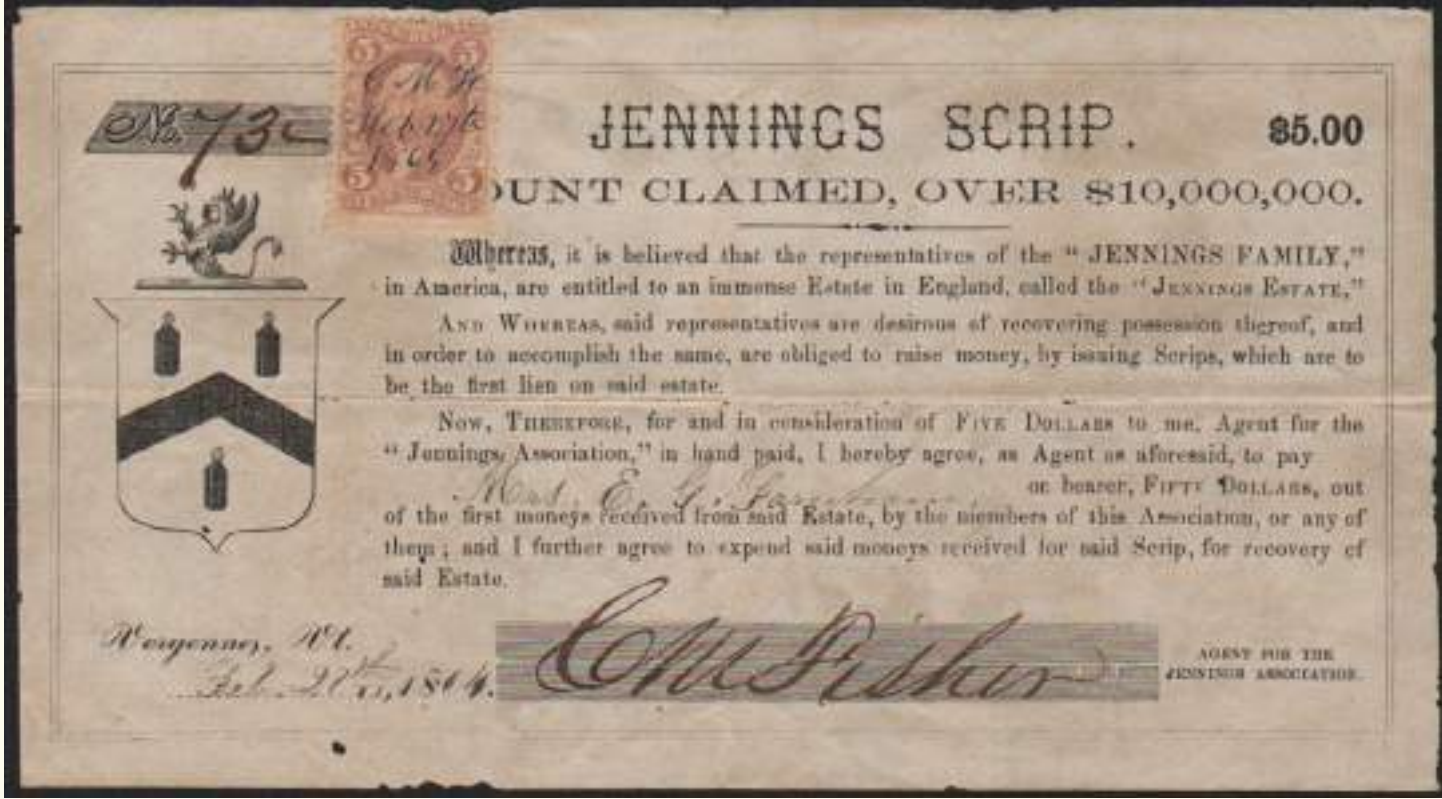 No. 73
5 5
C M F
Feb. 17th
5 5
JENNINGS SCRIP. $5.00
OUNT CLAIMED, OVER $10,000,000.
Whereas, it is believed that the representatives of the "JENNINGS FAMILY,"
in America, are entitled to an immense Estate in England, called the "JENNINGS ESTATE,"
AND WHEREAS, said representatives are desirous of recovering possession thereof, and
in order to accomplish the same, are obliged to raise money, by issuing Scrips, which are to
be the first lien on said estate.
Now, THEREFORE, for and in consideration of FIVE DOLLARS to me, Agent for the
"Jennings Association," in hand paid, I hereby agree, as Agent as aforesaid, to pay
Mrs. E. G. or bearer, FIFTY DOLLARS, out
of the first moneys received from said Estate, by the members of this Association, or any of
them; and I further agree to expend said moneys received for said Scrip, for recovery of
said Estate.
Vergennes, Vt.
Feb. 20th, 1864.
C M Fisher
AGENT FOR THE
JENNINGS ASSOCIATION.